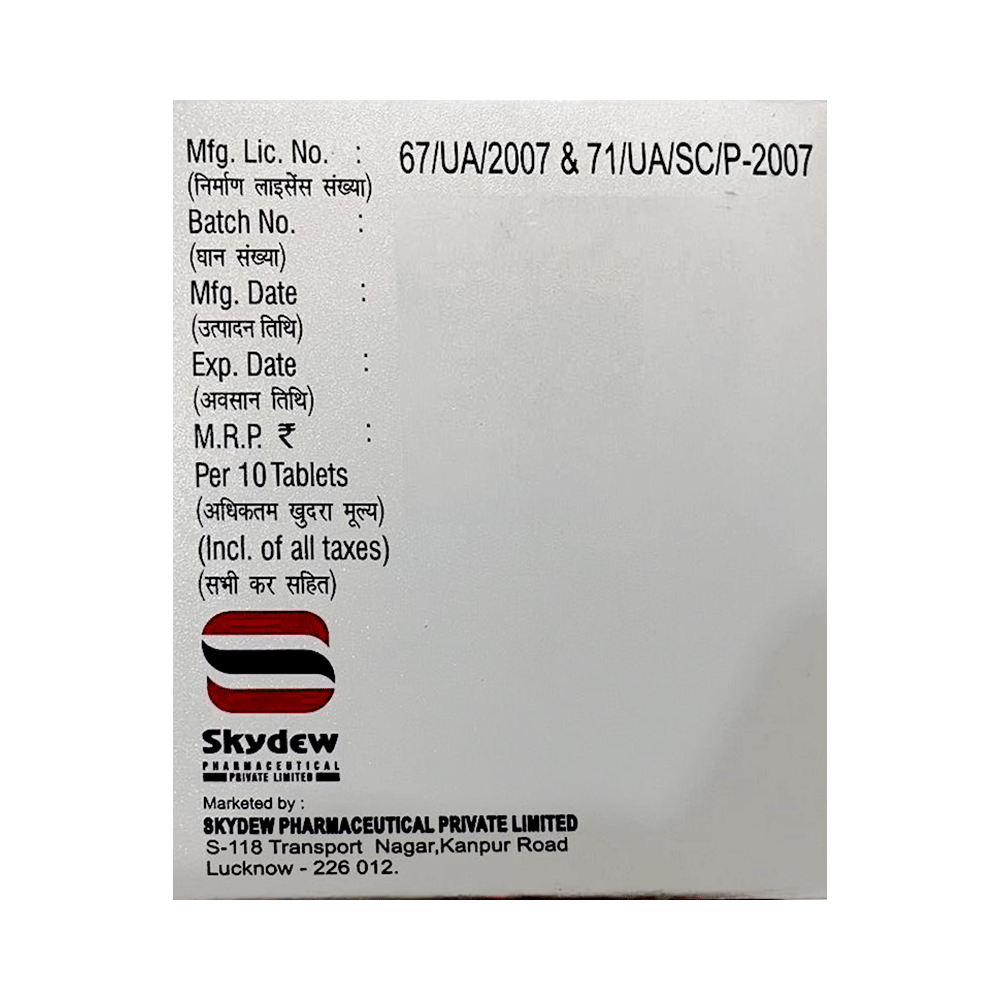 Mfg. Lic. No. : 67/UA/2007 & 71/UA/SC/P-2007
(निर्माण लाइसेंस संख्या)
Batch No. :
(घान संख्या)
Mfg. Date :
(उत्पादन तिथि)
Exp. Date :
(अवसान तिथि)
M.R.P. ₹ :
Per 10 Tablets
(अधिकतम खुदरा मूल्य)
(Incl. of all taxes)
(सभी कर सहित)
Skydew
PHARMACEUTICAL
PRIVATE LIMITED
Marketed by :
SKYDEW PHARMACEUTICAL PRIVATE LIMITED
S-118 Transport Nagar,Kanpur Road
Lucknow - 226 012.